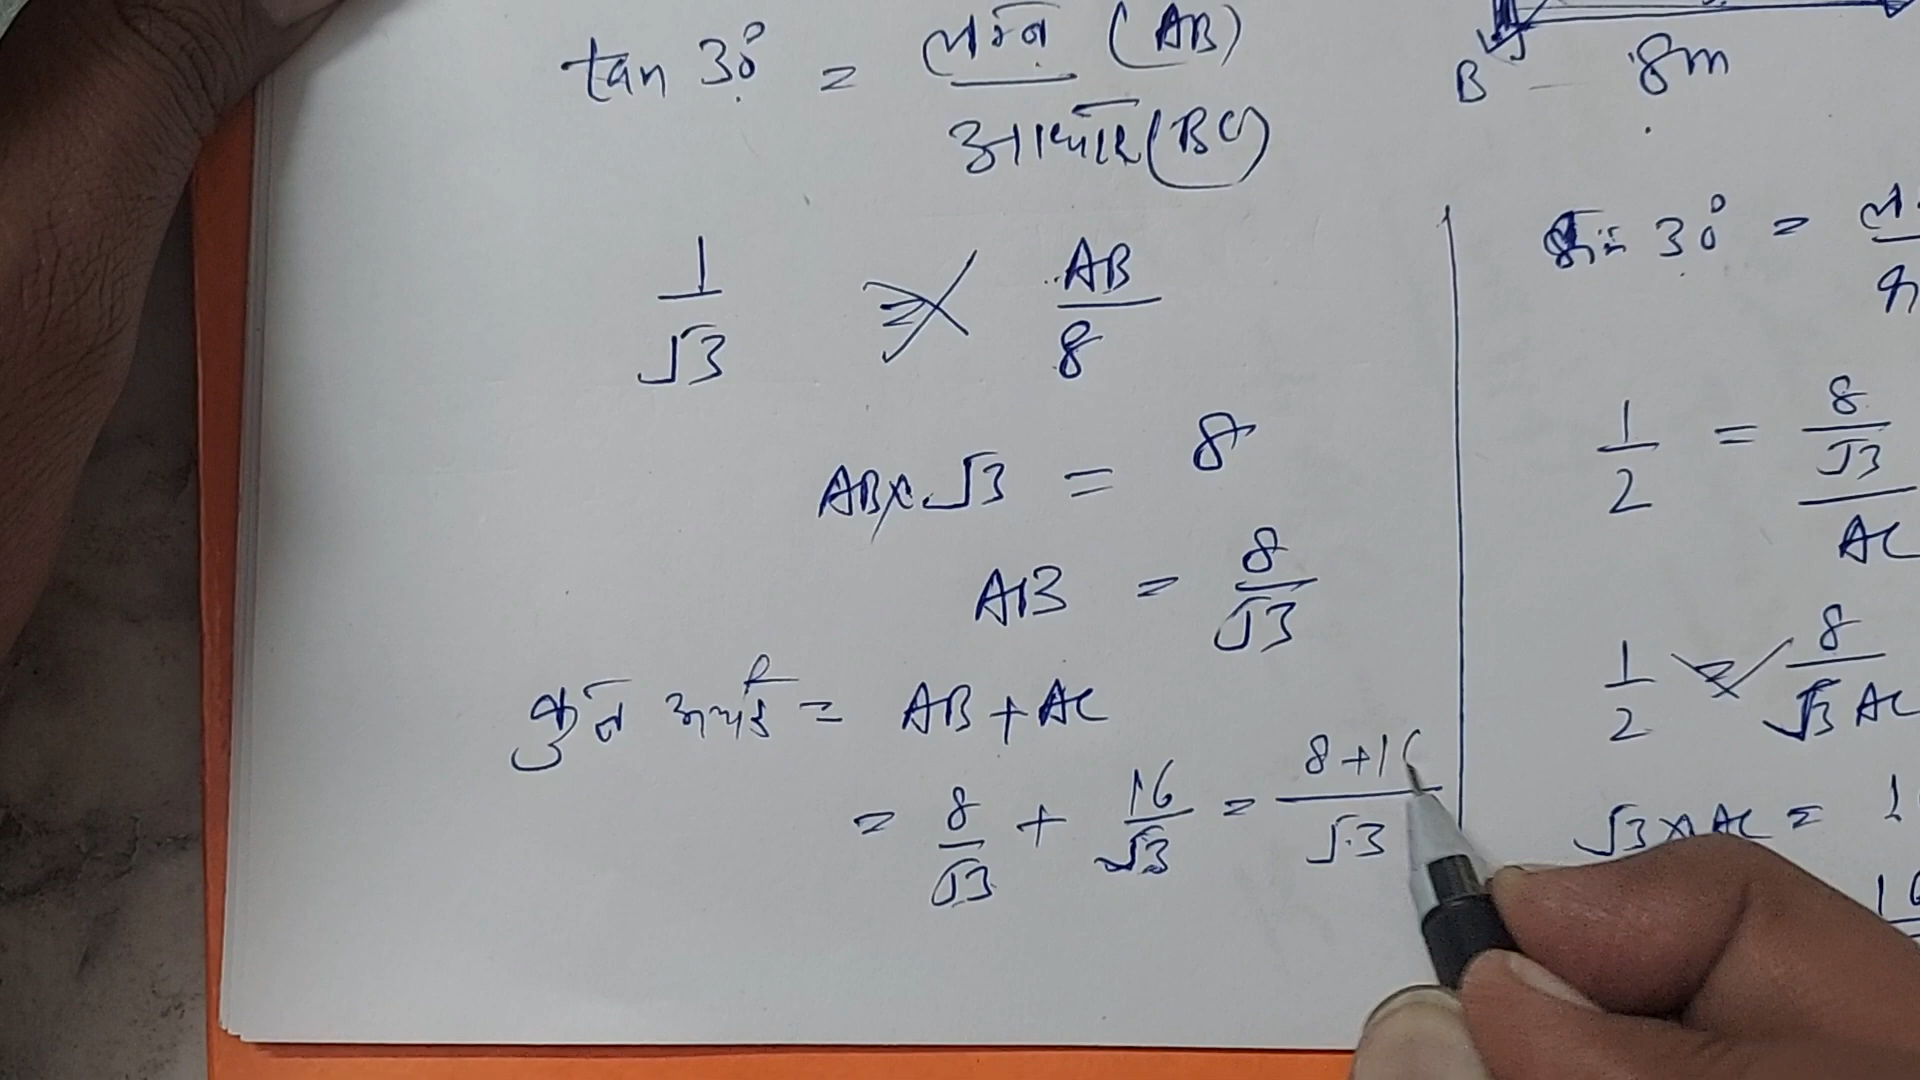 tan 30° = लम्ब (AB) / आधार (BC)
1/√3 = AB/8
AB×√3 = 8
AB = 8/√3
कुल ऊँचाई = AB + AC
= 8/√3 + 16/√3 = 8+16/√3
B 8m
sin 30° =
1/2 = 8/√3 / AC
1/2 = 8/√3 AC
√3 × AC =